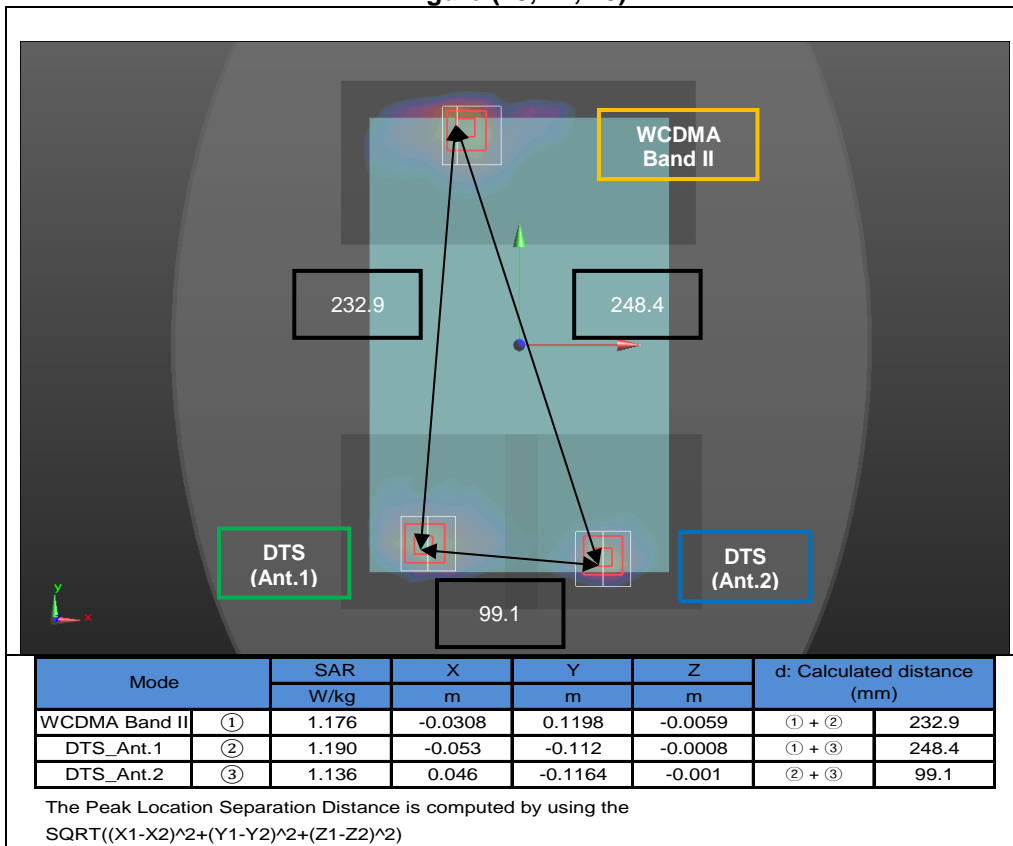 WCDMA
Band II
232.9
248.4
DTS
(Ant.1)
DTS
(Ant.2)
99.1
y
x
Mode SAR X Y Z d: Calculated distance (mm)
W/kg m m m
WCDMA Band II ① 1.176 -0.0308 0.1198 -0.0059 ① + ② 232.9
DTS_Ant.1 ② 1.190 -0.053 -0.112 -0.0008 ① + ③ 248.4
DTS_Ant.2 ③ 1.136 0.046 -0.1164 -0.001 ② + ③ 99.1
The Peak Location Separation Distance is computed by using the
SQRT((X1-X2)^2+(Y1-Y2)^2+(Z1-Z2)^2)